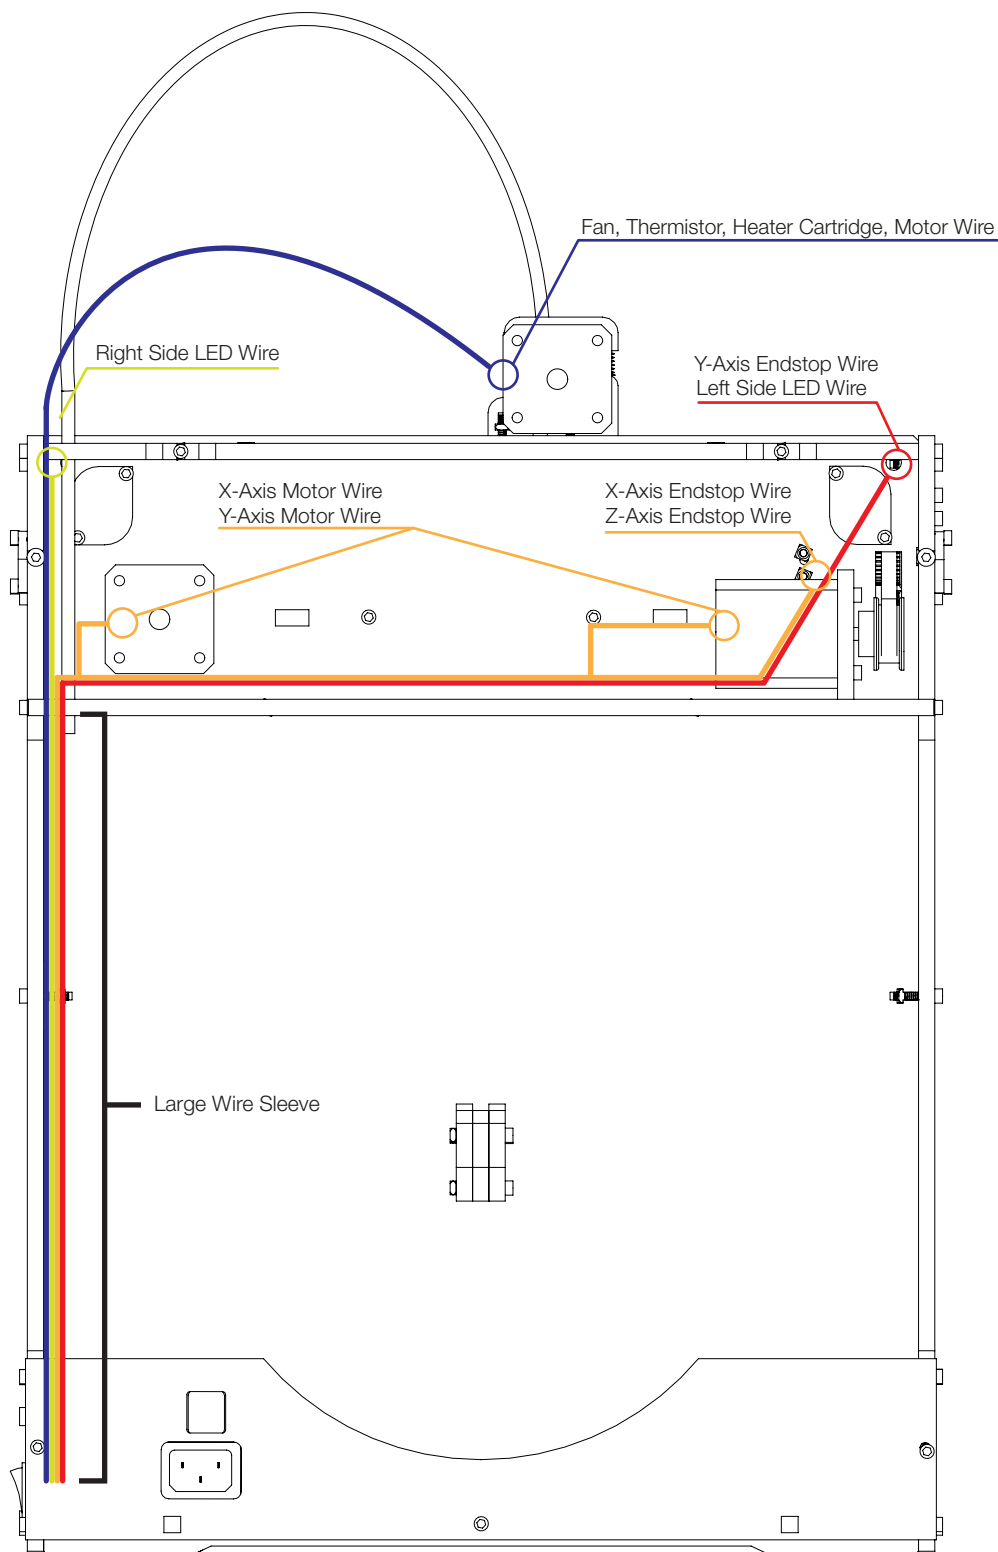 Fan, Thermistor, Heater Cartridge, Motor Wire
Right Side LED Wire
Y-Axis Endstop Wire
Left Side LED Wire
X-Axis Motor Wire
Y-Axis Motor Wire
X-Axis Endstop Wire
Z-Axis Endstop Wire
Large Wire Sleeve